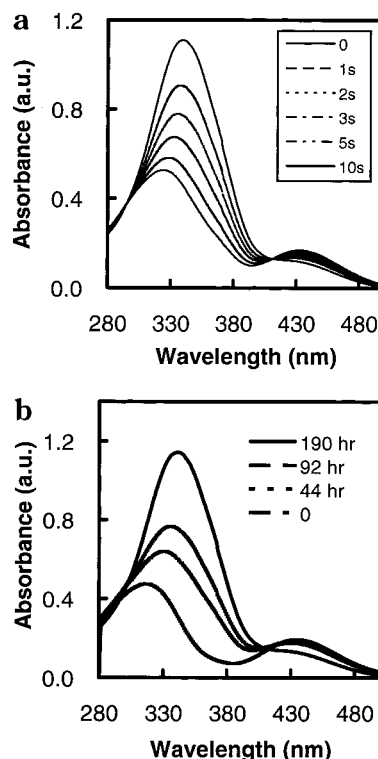 a
1.2
0.8
0.4
0.0
Absorbance (a.u.)
0
1s
2s
3s
5s
10s
280 330 380 430 480
Wavelength (nm)
b
1.2
0.8
0.4
0.0
Absorbance (a.u.)
190 hr
92 hr
44 hr
0
280 330 380 430 480
Wavelength (nm)